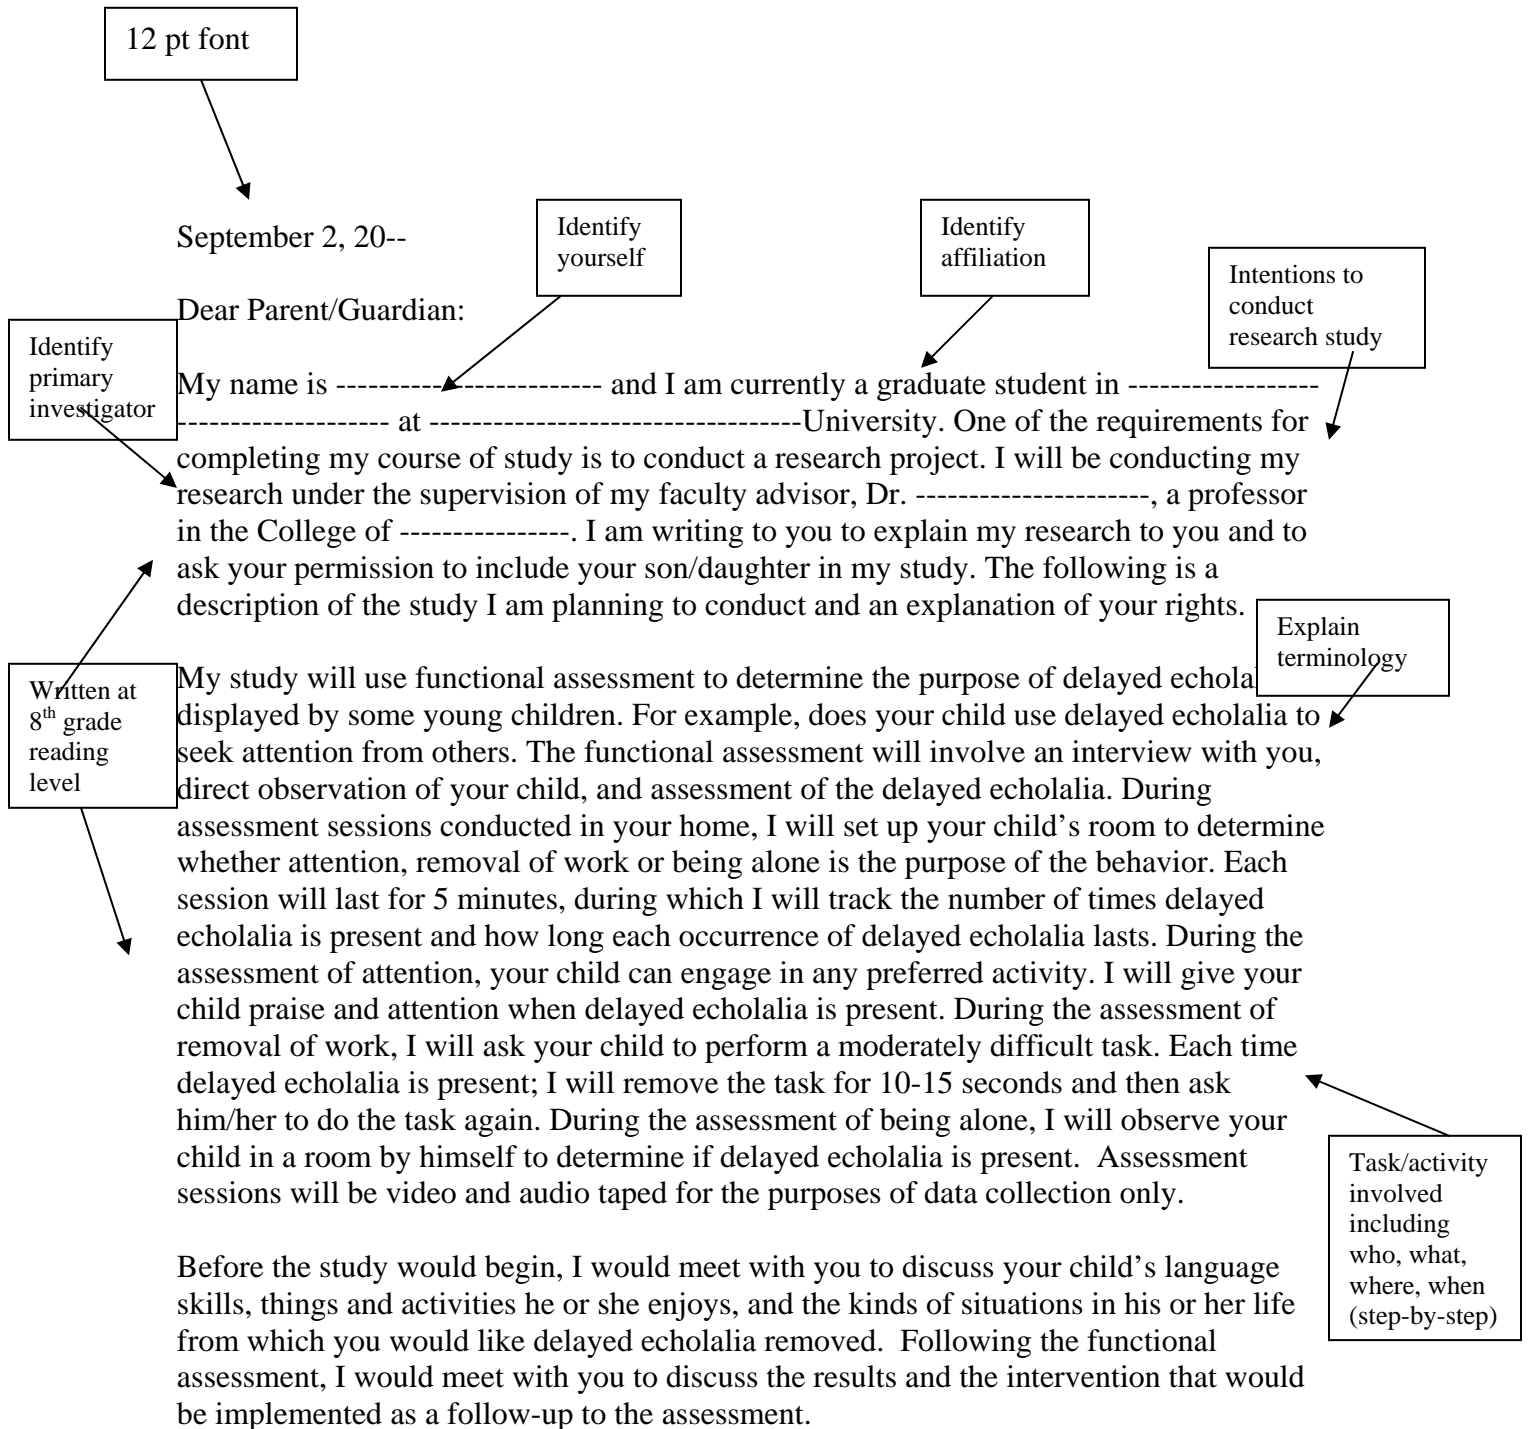 12 pt font
September 2, 20--
Identify
yourself
Identify
affiliation
Intentions to
conduct
research study
Dear Parent/Guardian:
Identify
primary
investigator
My name is ------------------------- and I am currently a graduate student in ------------------
-------------------- at -----------------------------------University. One of the requirements for
completing my course of study is to conduct a research project. I will be conducting my
research under the supervision of my faculty advisor, Dr. ----------------------, a professor
in the College of ----------------. I am writing to you to explain my research to you and to
ask your permission to include your son/daughter in my study. The following is a
description of the study I am planning to conduct and an explanation of your rights.
Explain
terminology
Written at
8th grade
reading
level
My study will use functional assessment to determine the purpose of delayed echola
displayed by some young children. For example, does your child use delayed echolalia to
seek attention from others. The functional assessment will involve an interview with you,
direct observation of your child, and assessment of the delayed echolalia. During
assessment sessions conducted in your home, I will set up your child’s room to determine
whether attention, removal of work or being alone is the purpose of the behavior. Each
session will last for 5 minutes, during which I will track the number of times delayed
echolalia is present and how long each occurrence of delayed echolalia lasts. During the
assessment of attention, your child can engage in any preferred activity. I will give your
child praise and attention when delayed echolalia is present. During the assessment of
removal of work, I will ask your child to perform a moderately difficult task. Each time
delayed echolalia is present; I will remove the task for 10-15 seconds and then ask
him/her to do the task again. During the assessment of being alone, I will observe your
child in a room by himself to determine if delayed echolalia is present.  Assessment
sessions will be video and audio taped for the purposes of data collection only.
Task/activity
involved
including
who, what,
where, when
(step-by-step)
Before the study would begin, I would meet with you to discuss your child’s language
skills, things and activities he or she enjoys, and the kinds of situations in his or her life
from which you would like delayed echolalia removed.  Following the functional
assessment, I would meet with you to discuss the results and the intervention that would
be implemented as a follow-up to the assessment.